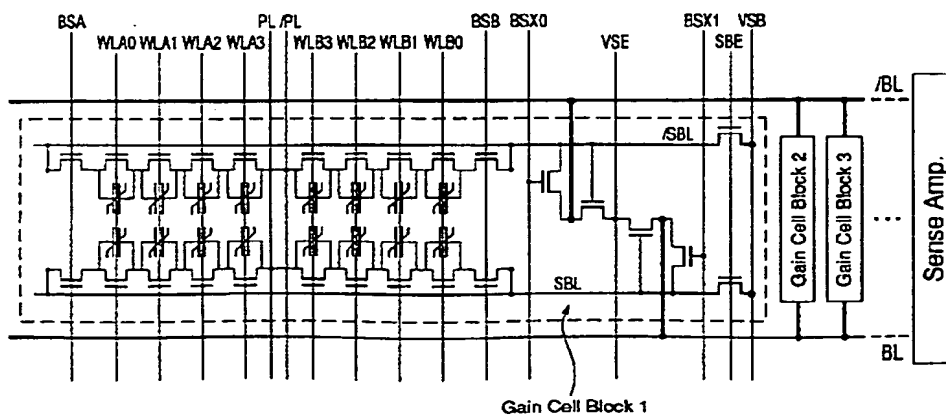 BSA PL /PL BSB BSX0 BSX1 VSB
WLA0 WLA1 WLA2 WLA3 WLB3 WLB2 WLB1 WLB0 VSE SBE
/BL
/SBL
Gain Cell Block 2
Gain Cell Block 3
...
Sense Amp.
SBL
BL
Gain Cell Block 1